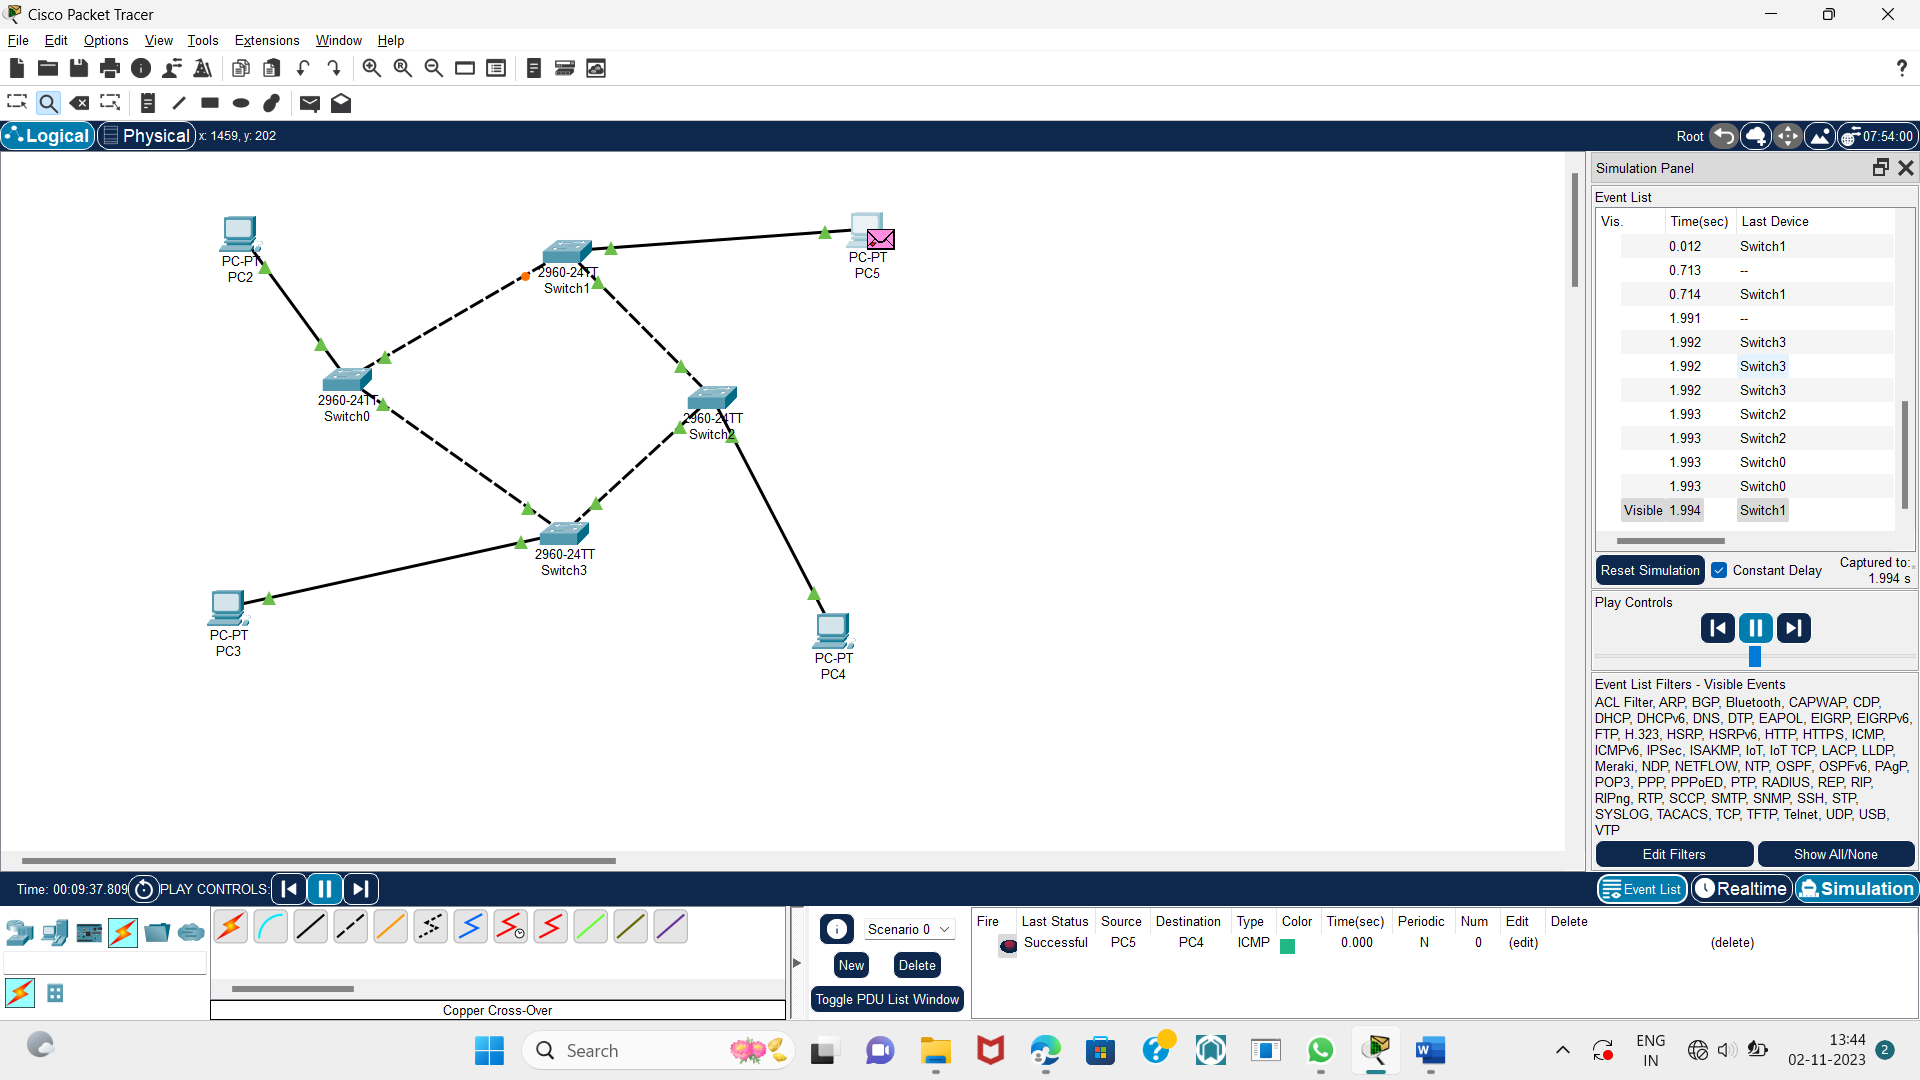 Cisco Packet Tracer
File Edit Options View Tools Extensions Window Help
Logical Physical x: 1459, y: 202 Root 07:54:00
PC-PT
PC2
2960-24TT
Switch1
PC-PT
PC5
2960-24TT
Switch0
2960-24TT
Switch2
2960-24TT
Switch3
PC-PT
PC3
PC-PT
PC4
Simulation Panel
Event List
Vis. Time(sec) Last Device
0.012 Switch1
0.713 --
0.714 Switch1
1.991 --
1.992 Switch3
1.992 Switch3
1.992 Switch3
1.993 Switch2
1.993 Switch2
1.993 Switch0
1.993 Switch0
Visible 1.994 Switch1
Reset Simulation Constant Delay Captured to:
1.994 s
Play Controls
Event List Filters - Visible Events
ACL Filter, ARP, BGP, Bluetooth, CAPWAP, CDP,
DHCP, DHCPv6, DNS, DTP, EAPOL, EIGRP, EIGRPv6,
FTP, H.323, HSRP, HSRPv6, HTTP, HTTPS, ICMP,
ICMPv6, IPSec, ISAKMP, IoT, IoT TCP, LACP, LLDP,
Meraki, NDP, NETFLOW, NTP, OSPF, OSPFv6, PAgP,
POP3, PPP, PPPoED, PTP, RADIUS, REP, RIP,
RIPng, RTP, SCCP, SMTP, SNMP, SSH, STP,
SYSLOG, TACACS, TCP, TFTP, Telnet, UDP, USB,
VTP
Edit Filters Show All/None
Time: 00:09:37.809 PLAY CONTROLS: Event List Realtime Simulation
Copper Cross-Over
Scenario 0
New Delete
Toggle PDU List Window
Fire Last Status Source Destination Type Color Time(sec) Periodic Num Edit Delete
Successful PC5 PC4 ICMP 0.000 N 0 (edit) (delete)
Search
ENG
IN
13:44
02-11-2023
2